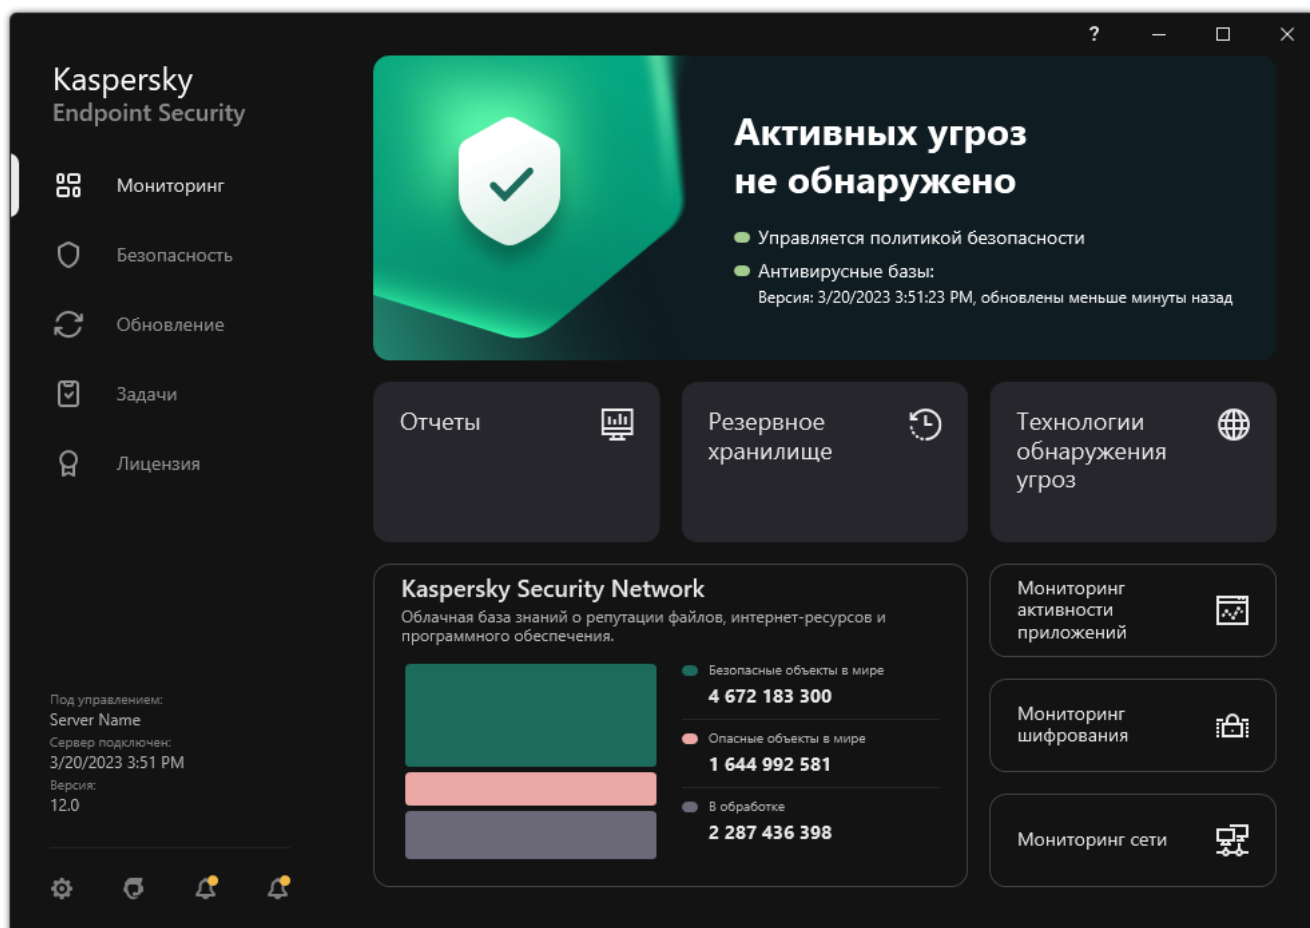 ?
Kaspersky
Endpoint Security
Мониторинг
Безопасность
Обновление
Задачи
Лицензия
Под управлением:
Server Name
Сервер подключен:
3/20/2023 3:51 PM
Версия:
12.0
Активных угроз
не обнаружено
Управляется политикой безопасности
Антивирусные базы:
Версия: 3/20/2023 3:51:23 PM, обновлены меньше минуты назад
Отчеты
Резервное
хранилище
Технологии
обнаружения
угроз
Kaspersky Security Network
Облачная база знаний о репутации файлов, интернет-ресурсов и
программного обеспечения.
Безопасные объекты в мире
4 672 183 300
Опасные объекты в мире
1 644 992 581
В обработке
2 287 436 398
Мониторинг
активности
приложений
Мониторинг
шифрования
Мониторинг сети